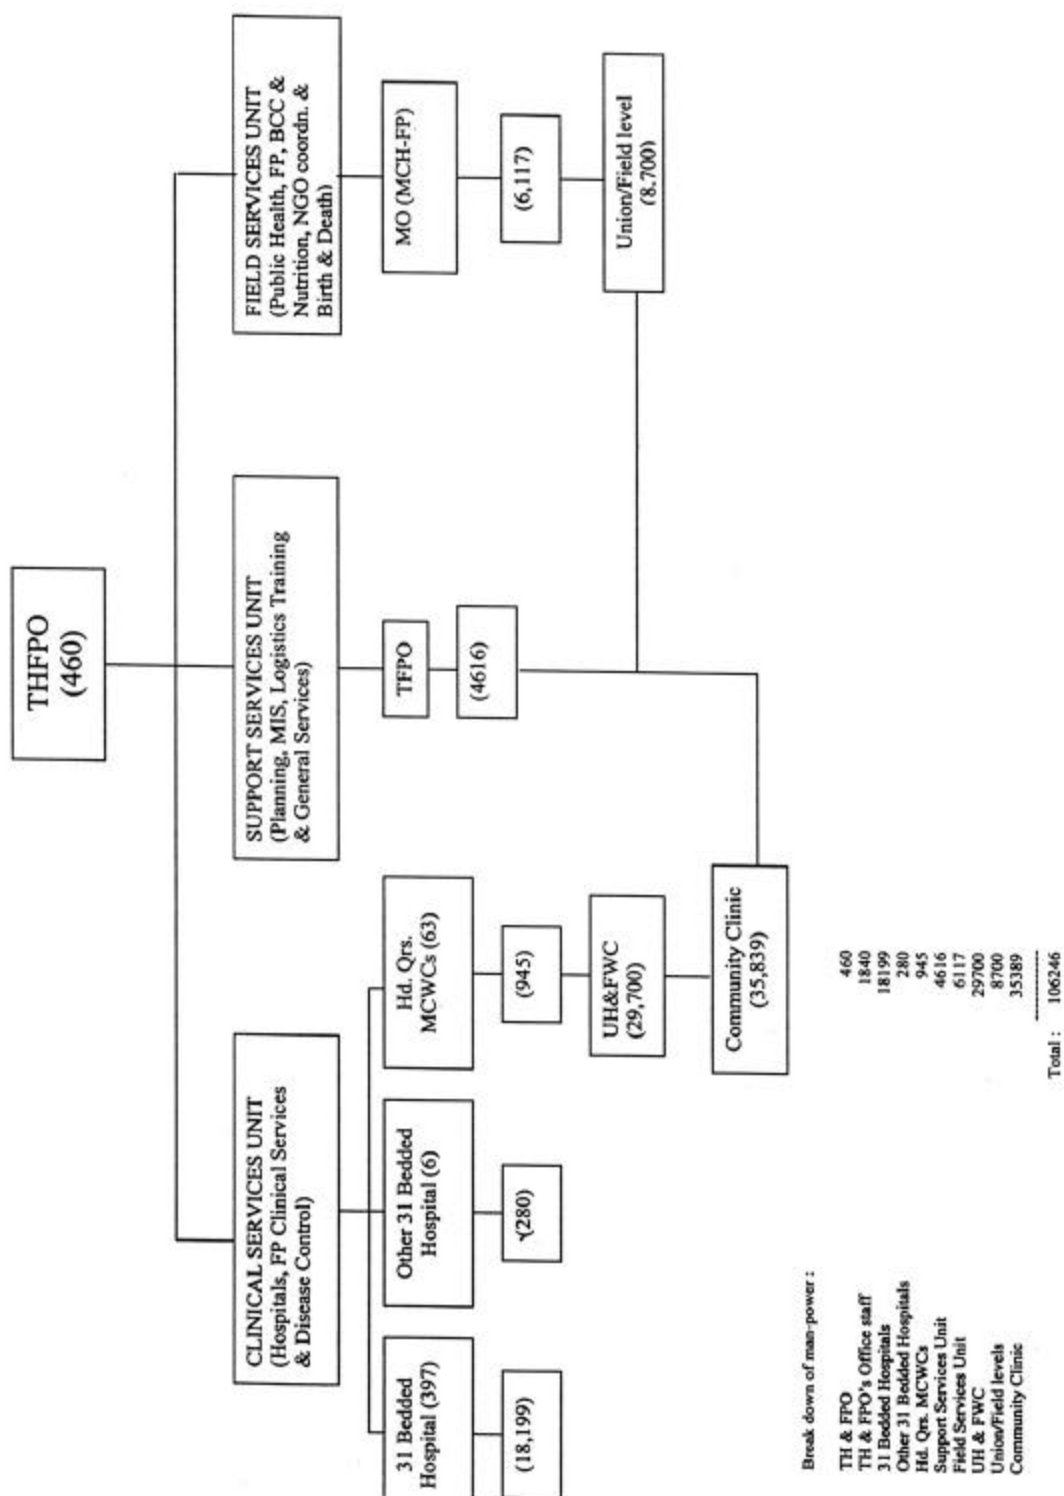 THFPO
(460)
CLINICAL SERVICES UNIT
(Hospitals, FP Clinical Services
& Disease Control)
SUPPORT SERVICES UNIT
(Planning, MIS, Logistics Training
& General Services)
FIELD SERVICES UNIT
(Public Health, FP, BCC &
Nutrition, NGO coordn. &
Birth & Death)
31 Bedded
Hospital (397)
Other 31 Bedded
Hospital (6)
Hd. Qrs.
MCWCs (63)
TFPO
MO (MCH-FP)
(18,199)
(280)
(945)
(4616)
(6,117)
UH&FWC
(29,700)
Union/Field level
(8.700)
Community Clinic
(35,839)
Break down of man-power :
TH & FPO 460
TH & FPO's Office staff 1840
31 Bedded Hospitals 18199
Other 31 Bedded Hospitals 280
Hd. Qrs. MCWCs 945
Support Services Unit 4616
Field Services Unit 6117
UH & FWC 29700
Union/Field levels 8700
Community Clinic 35389
Total : 106246